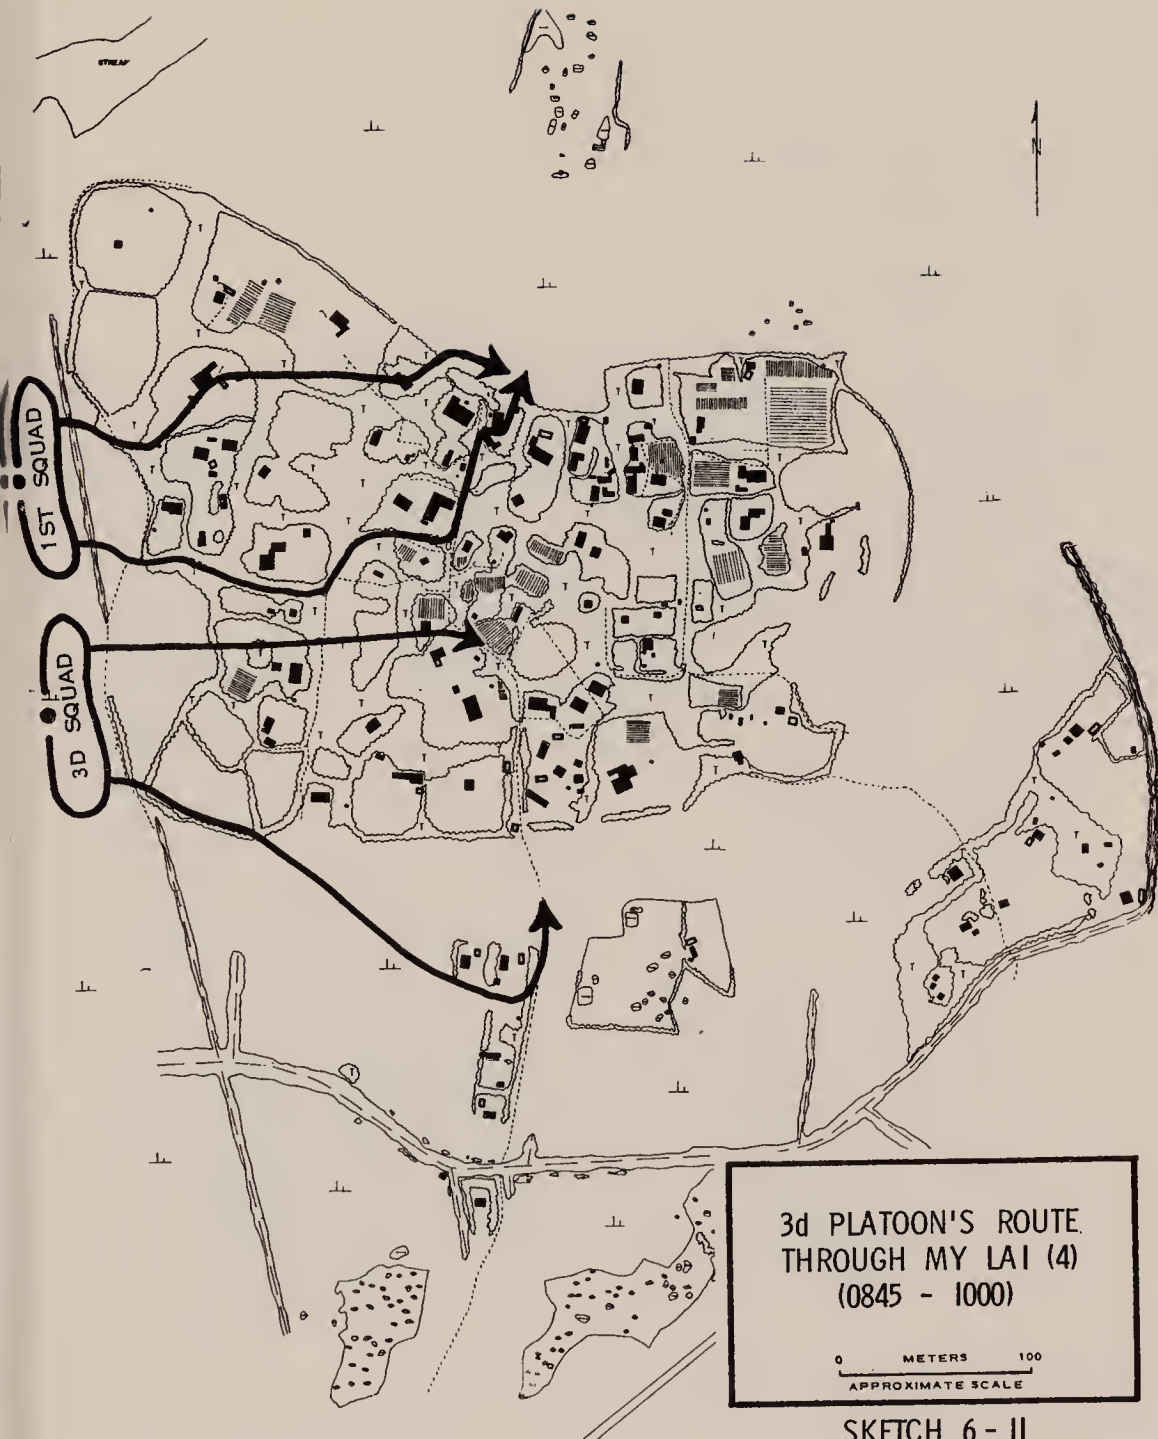 STREAM
N
1ST SQUAD
3D SQUAD
3d PLATOON'S ROUTE
THROUGH MY LAI (4)
(0845 - 1000)
0 METERS 100
APPROXIMATE SCALE
SKETCH 6-11